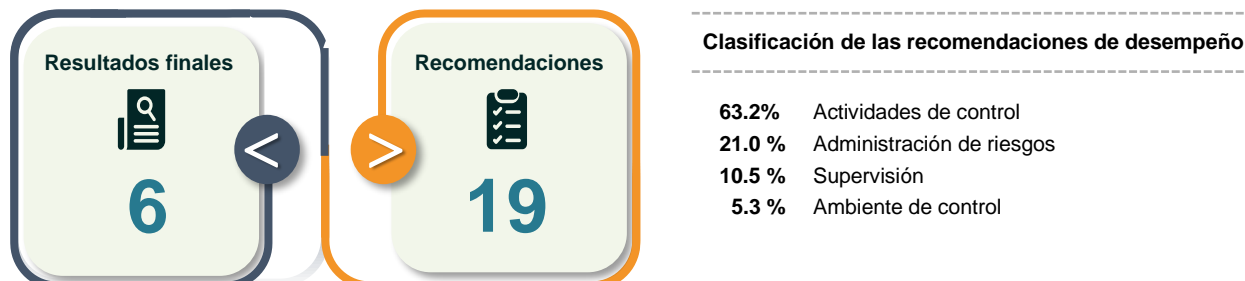 Resultados finales
6
<
>
Recomendaciones
19
Clasificación de las recomendaciones de desempeño
63.2% Actividades de control
21.0 % Administración de riesgos
10.5 % Supervisión
5.3 % Ambiente de control